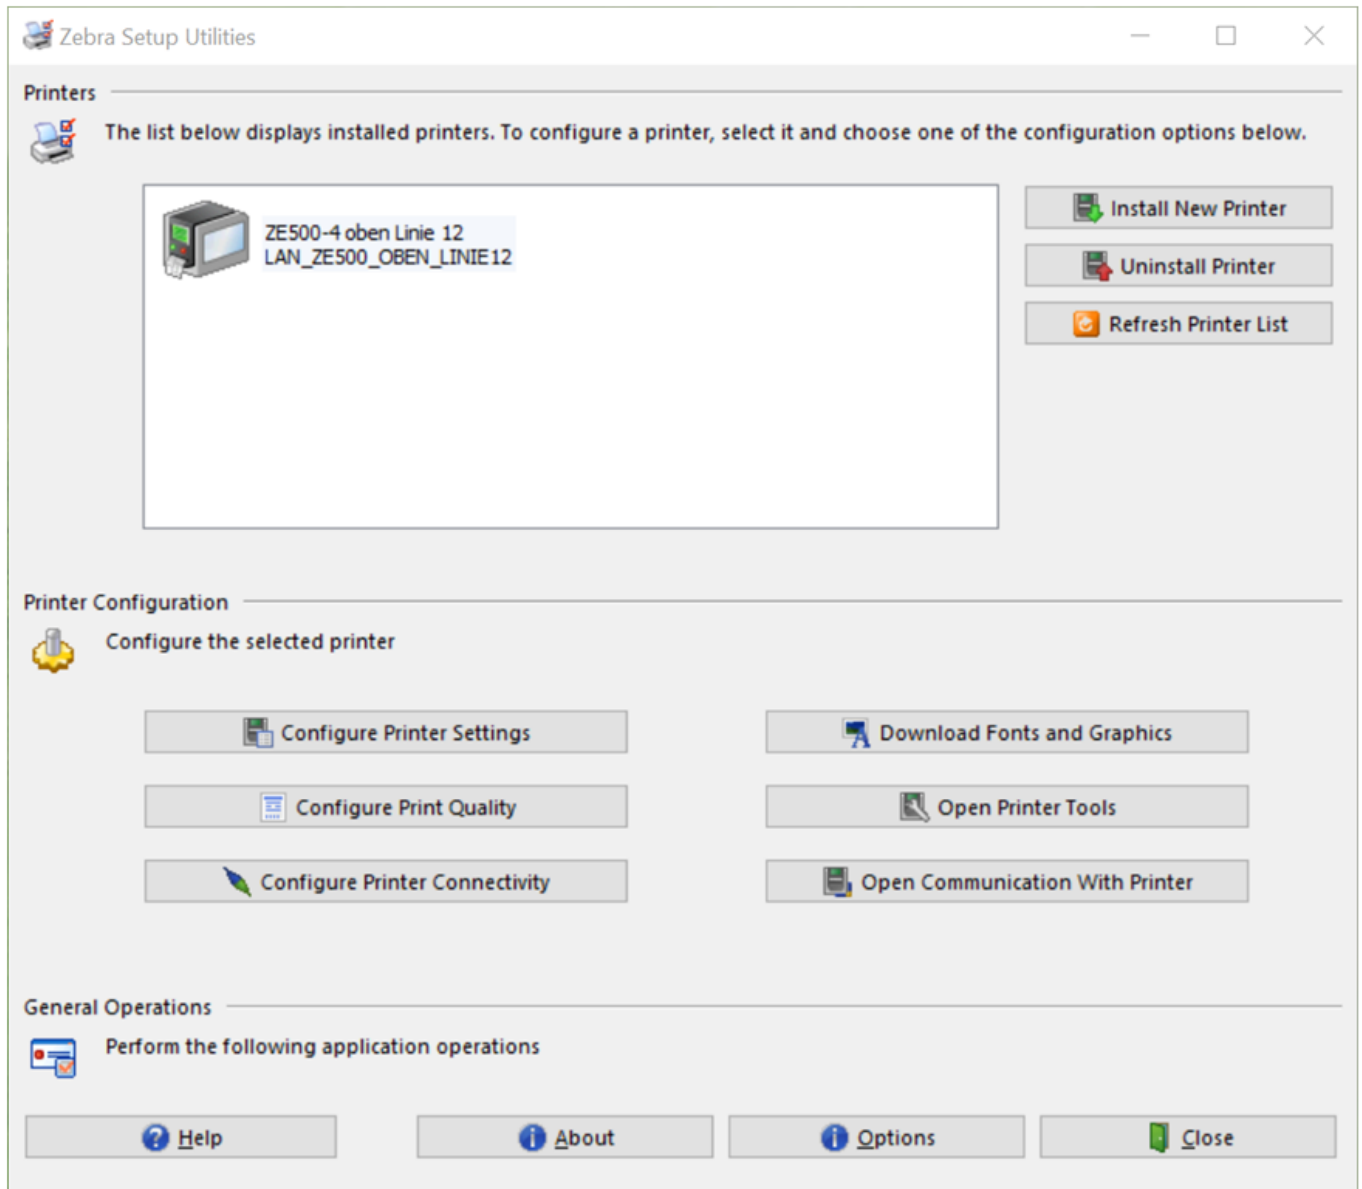 Zebra Setup Utilities
Printers
The list below displays installed printers. To configure a printer, select it and choose one of the configuration options below.
ZE500-4 oben Linie 12
LAN_ZE500_OBEN_LINIE12
Install New Printer
Uninstall Printer
Refresh Printer List
Printer Configuration
Configure the selected printer
Configure Printer Settings
Download Fonts and Graphics
Configure Print Quality
Open Printer Tools
Configure Printer Connectivity
Open Communication With Printer
General Operations
Perform the following application operations
Help
About
Options
Close